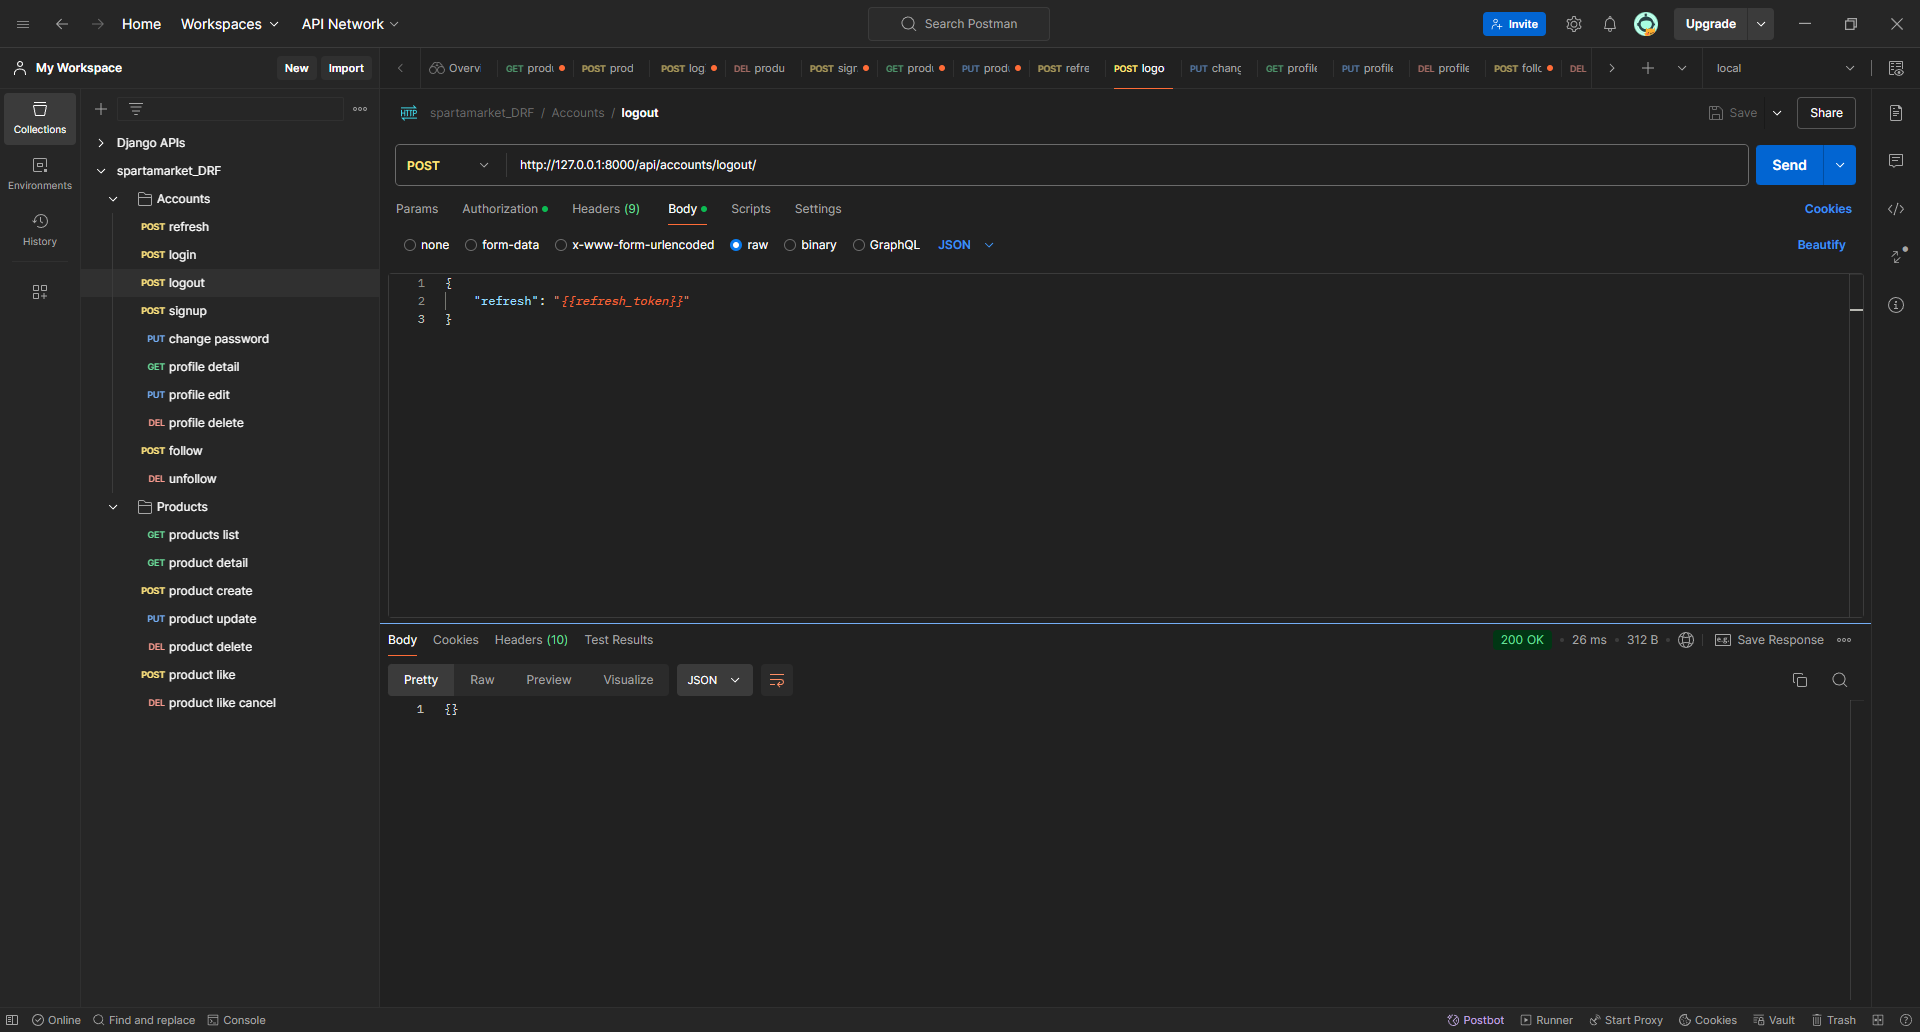 Home Workspaces API Network Search Postman Invite Upgrade
My Workspace New Import Overvi GET produ POST prod POST log DEL produ POST sign GET produ PUT produ POST refre POST logo PUT chang GET profile PUT profile DEL profile POST follo DEL local
Collections
Environments
History
Django APIs
spartamarket_DRF
Accounts
POST refresh
POST login
POST logout
POST signup
PUT change password
GET profile detail
PUT profile edit
DEL profile delete
POST follow
DEL unfollow
Products
GET products list
GET product detail
POST product create
PUT product update
DEL product delete
POST product like
DEL product like cancel
HTTP spartamarket_DRF / Accounts / logout Save Share
POST http://127.0.0.1:8000/api/accounts/logout/ Send
Params Authorization Headers (9) Body Scripts Settings Cookies
none form-data x-www-form-urlencoded raw binary GraphQL JSON Beautify
1 {
2 "refresh": "{{refresh_token}}"
3 }
Body Cookies Headers (10) Test Results 200 OK 26 ms 312 B e.g. Save Response
Pretty Raw Preview Visualize JSON
1 {}
Online Find and replace Console Postbot Runner Start Proxy Cookies Vault Trash